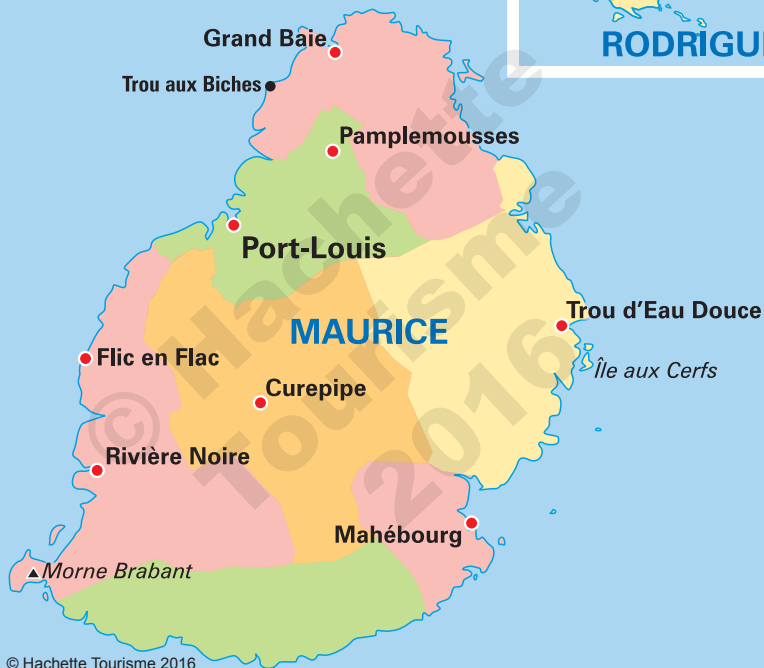 Grand Baie
RODRIGU
Trou aux Biches
Pamplemousses
Port-Louis
Trou d'Eau Douce
MAURICE
Flic en Flac
Île aux Cerfs
Curepipe
Rivière Noire
Mahébourg
Morne Brabant
© Hachette
Tourisme
2016
© Hachette Tourisme 2016